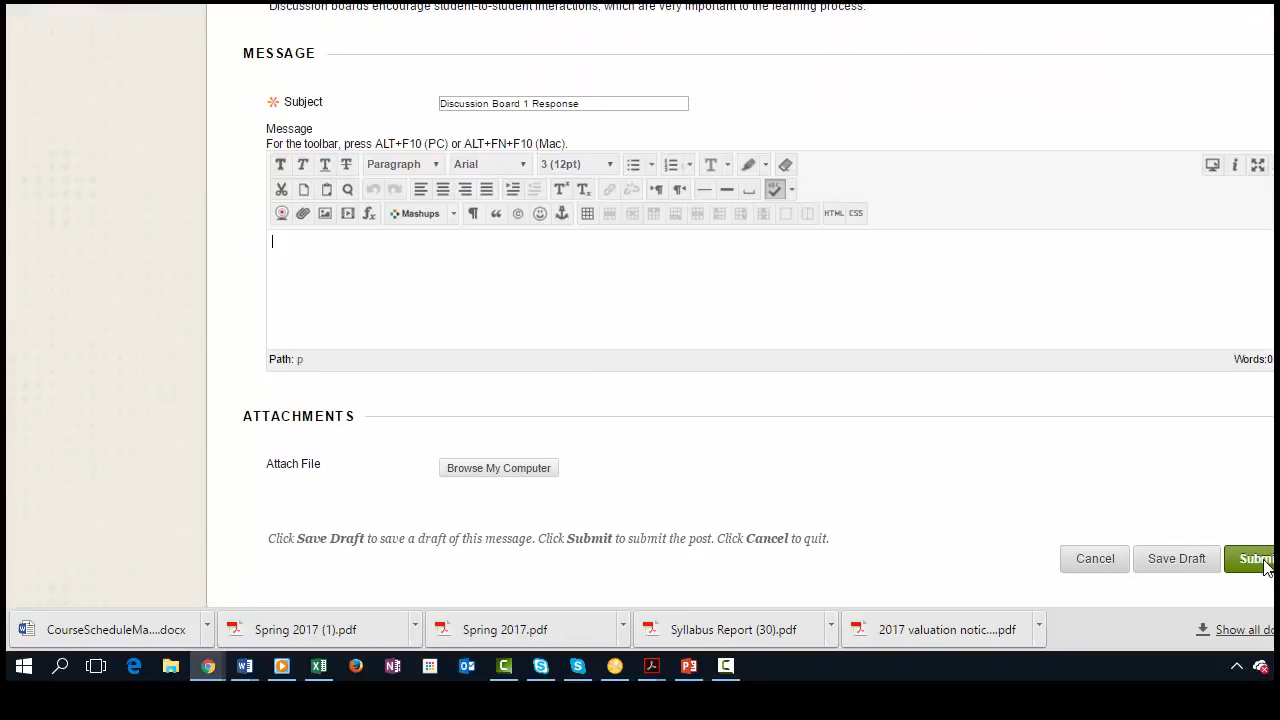 Discussion boards encourage student-to-student interactions, which are very important to the learning process.
MESSAGE
Subject
Discussion Board 1 Response
Message
For the toolbar, press ALT+F10 (PC) or ALT+FN+F10 (Mac).
Paragraph Arial 3 (12pt)
Mashups HTML CSS
Path: p Words:0
ATTACHMENTS
Attach File Browse My Computer
Click Save Draft to save a draft of this message. Click Submit to submit the post. Click Cancel to quit.
Cancel Save Draft Submi
CourseScheduleMa....docx Spring 2017 (1).pdf Spring 2017.pdf Syllabus Report (30).pdf 2017 valuation notic....pdf Show all do